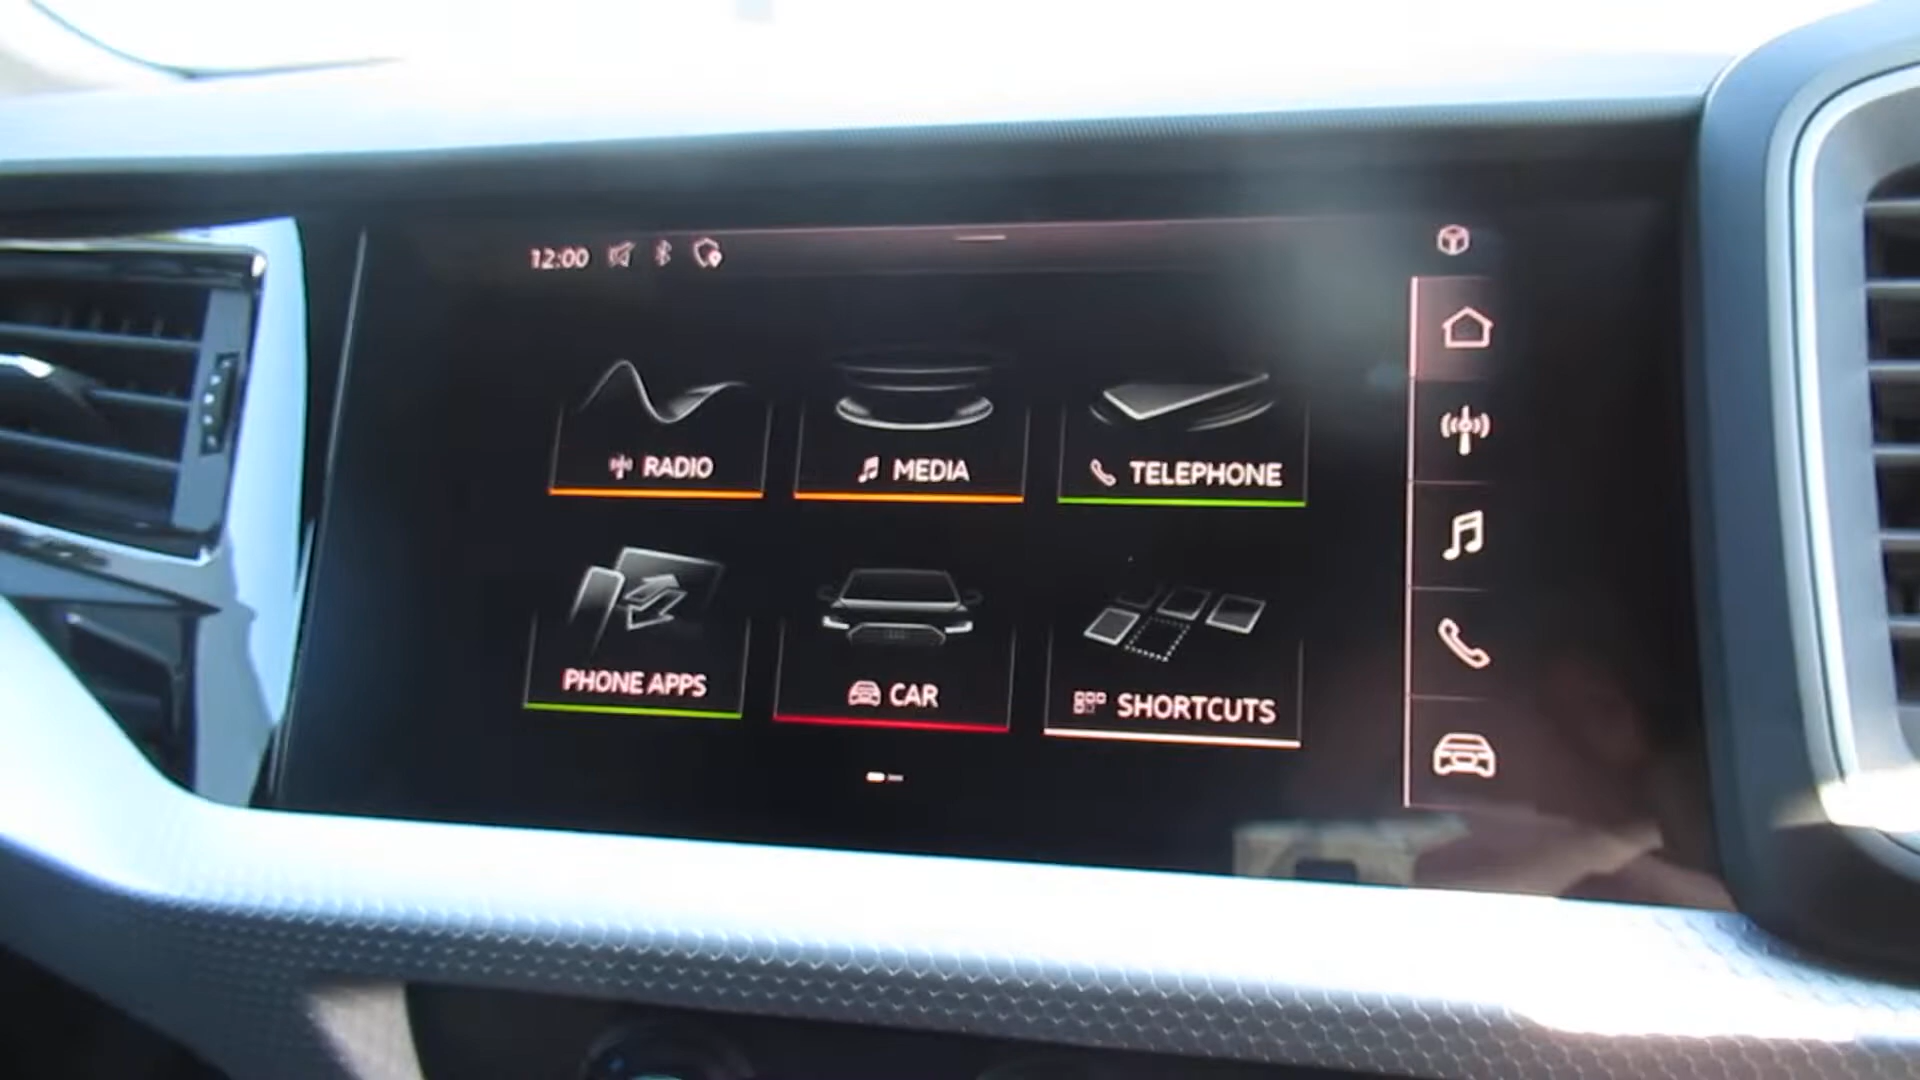 12:00
RADIO
MEDIA
TELEPHONE
PHONE APPS
CAR
SHORTCUTS